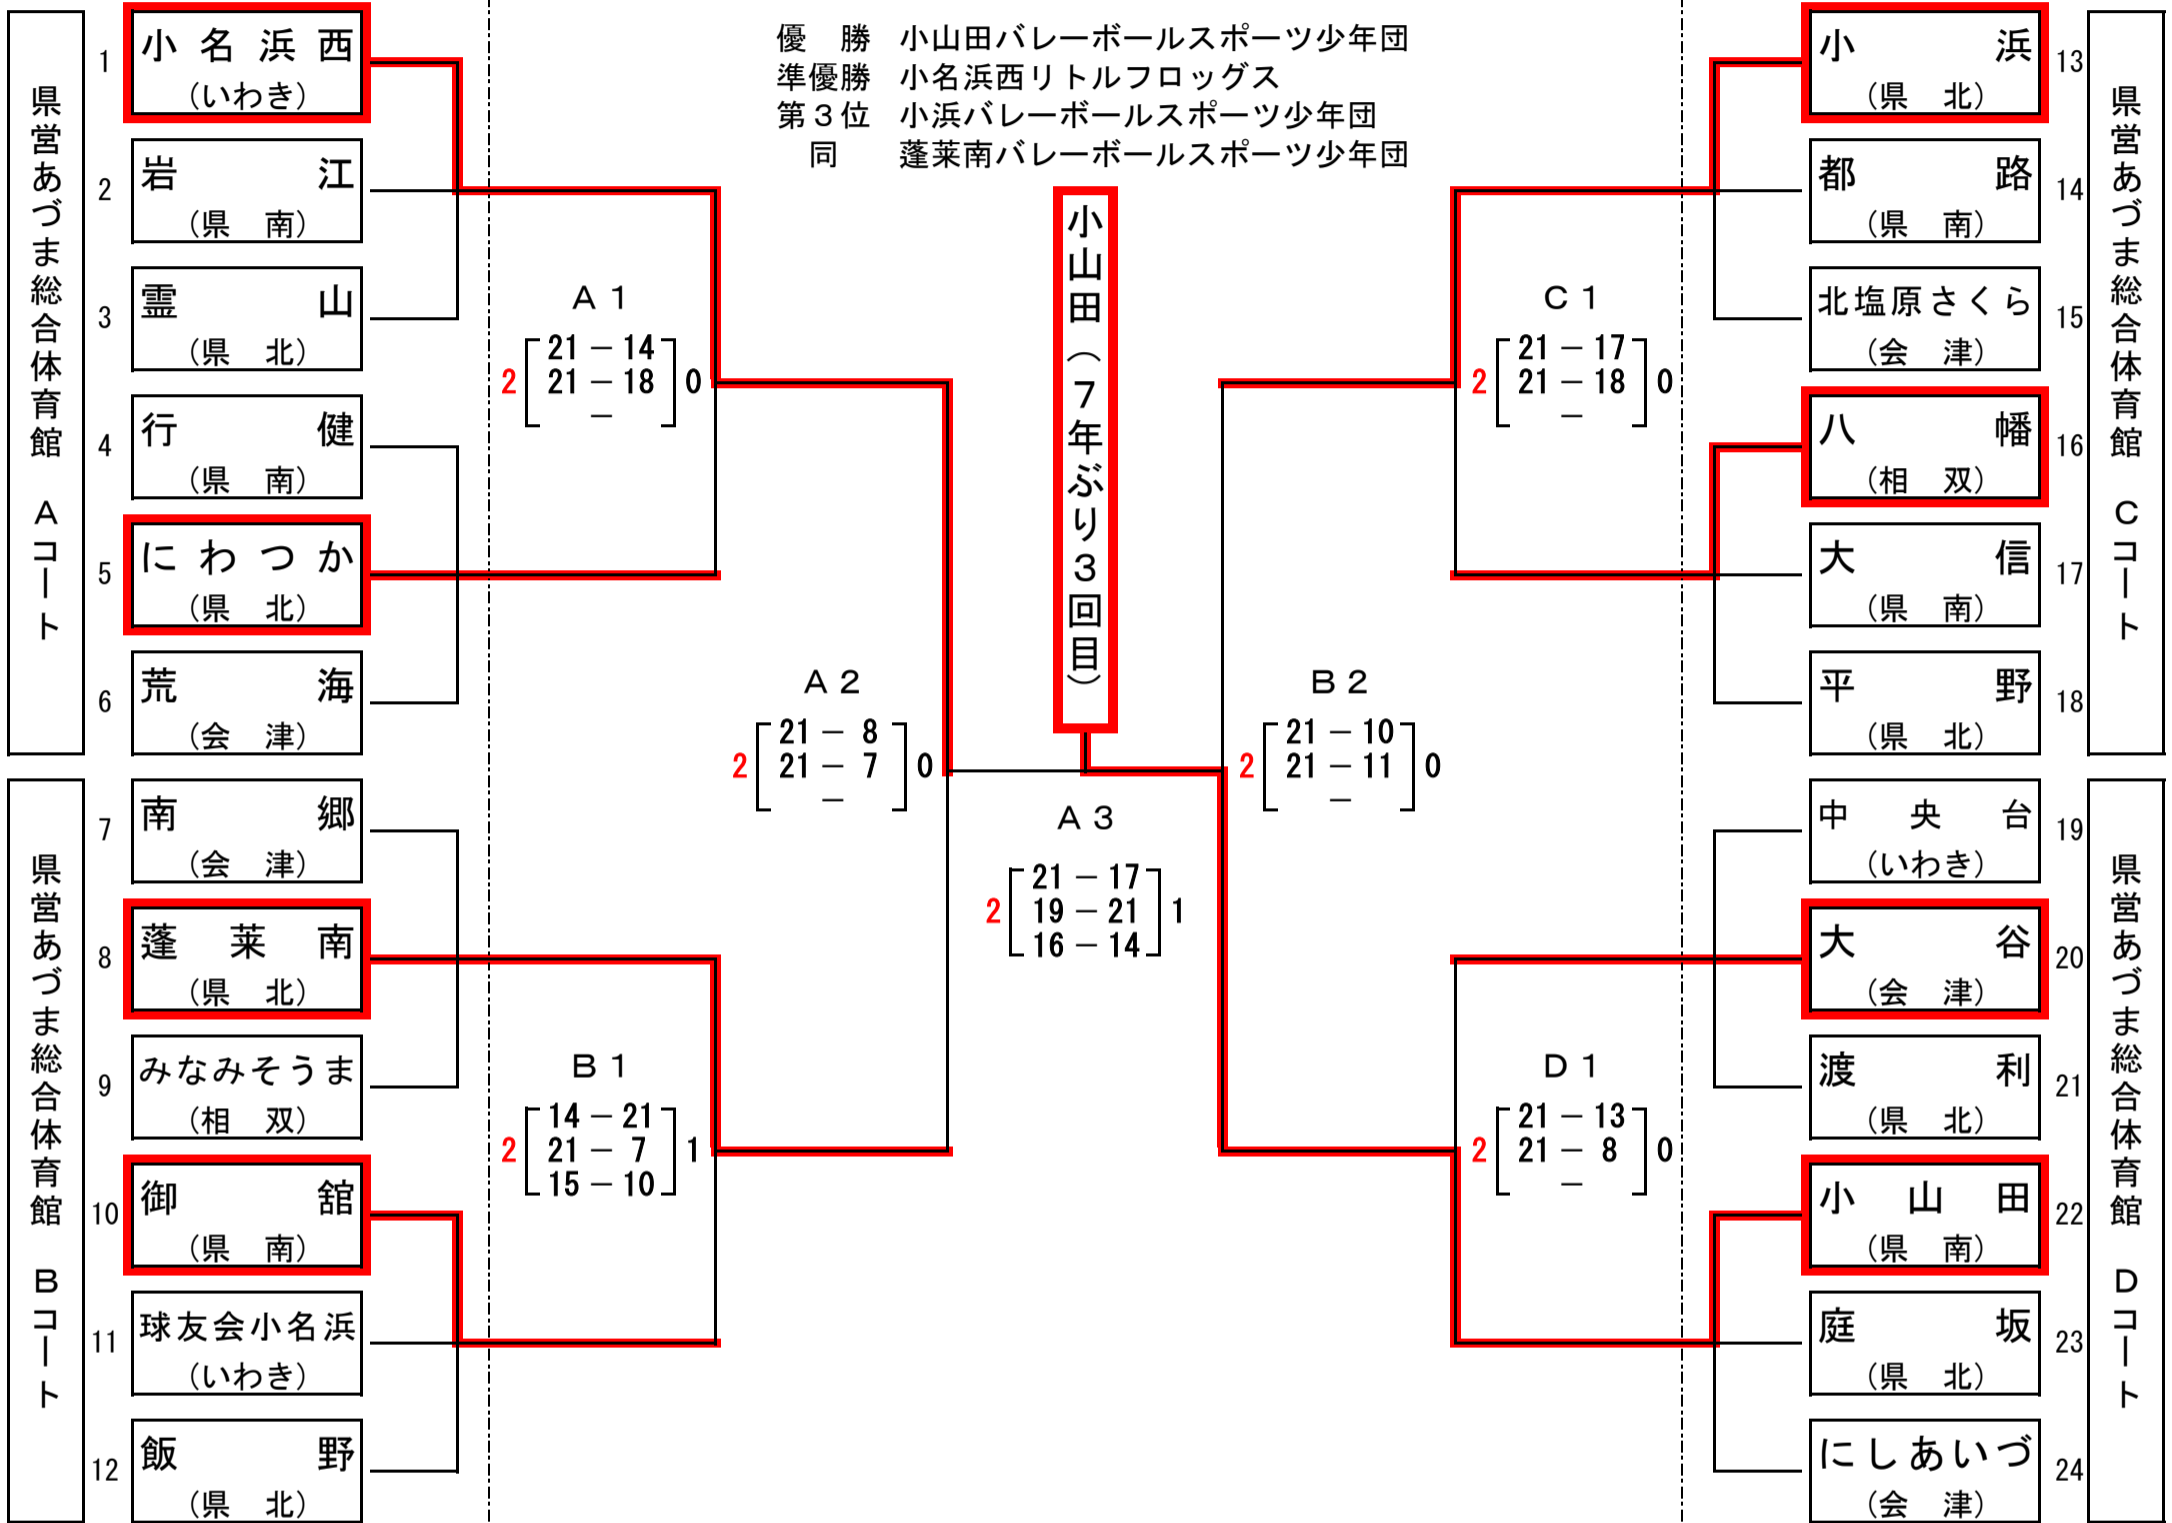 優　勝　小山田バレーボールスポーツ少年団
準優勝　小名浜西リトルフロッグス
第３位　小浜バレーボールスポーツ少年団
同　蓬莱南バレーボールスポーツ少年団
県営あづま総合体育館　Ａコート
1 小名浜西
（いわき）
2 岩江
（県　南）
3 霊山
（県　北）
4 行健
（県　南）
5 にわつか
（県　北）
6 荒海
（会　津）
県営あづま総合体育館　Ｂコート
7 南郷
（会　津）
8 蓬莱南
（県　北）
9 みなみそうま
（相　双）
10 御舘
（県　南）
11 球友会小名浜
（いわき）
12 飯野
（県　北）
Ａ１
21 － 14
2 21 － 18 0
－
Ｂ１
14 － 21
2 21 － 7 1
15 － 10
Ａ２
21 － 8
2 21 － 7 0
－
小山田（７年ぶり３回目）
Ａ３
21 － 17
2 19 － 21 1
16 － 14
Ｂ２
21 － 10
2 21 － 11 0
－
Ｃ１
21 － 17
2 21 － 18 0
－
Ｄ１
21 － 13
2 21 － 8 0
－
小浜 13
（県　北）
都路 14
（県　南）
北塩原さくら 15
（会　津）
八幡 16
（相　双）
大信 17
（県　南）
平野 18
（県　北）
県営あづま総合体育館　Ｃコート
中央台 19
（いわき）
大谷 20
（会　津）
渡利 21
（県　北）
小山田 22
（県　南）
庭坂 23
（県　北）
にしあいづ 24
（会　津）
県営あづま総合体育館　Ｄコート